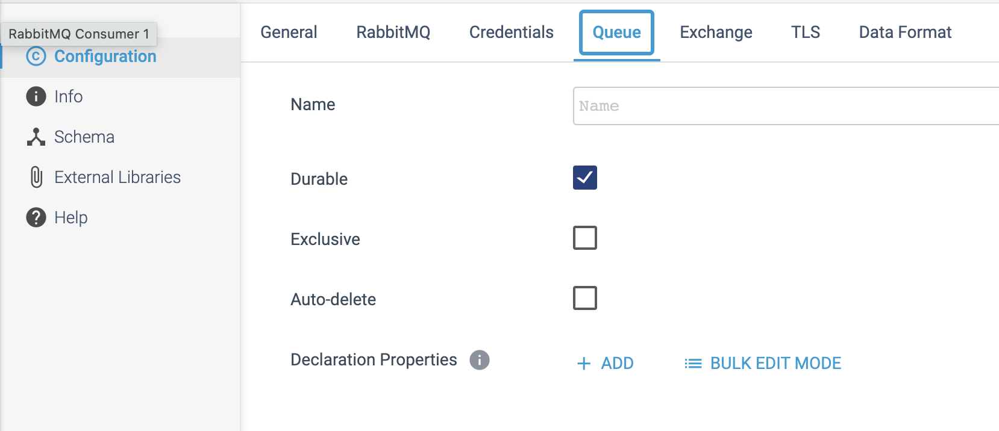 RabbitMQ Consumer 1
Configuration
Info
Schema
External Libraries
Help
General RabbitMQ Credentials Queue Exchange TLS Data Format
Name Name
Durable
Exclusive
Auto-delete
Declaration Properties + ADD BULK EDIT MODE